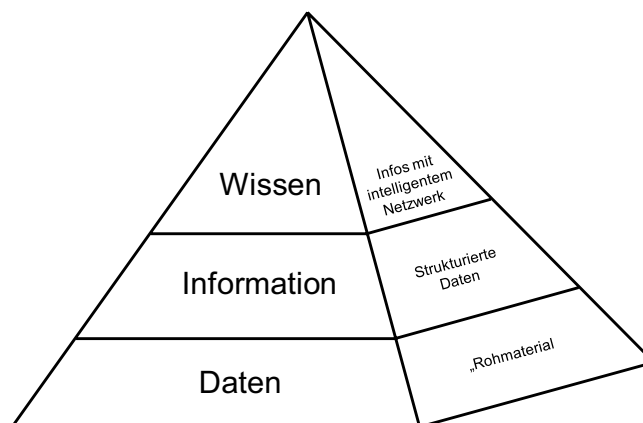 Wissen
Infos mit
intelligentem
Netzwerk
Information
Strukturierte
Daten
Daten
„Rohmaterial